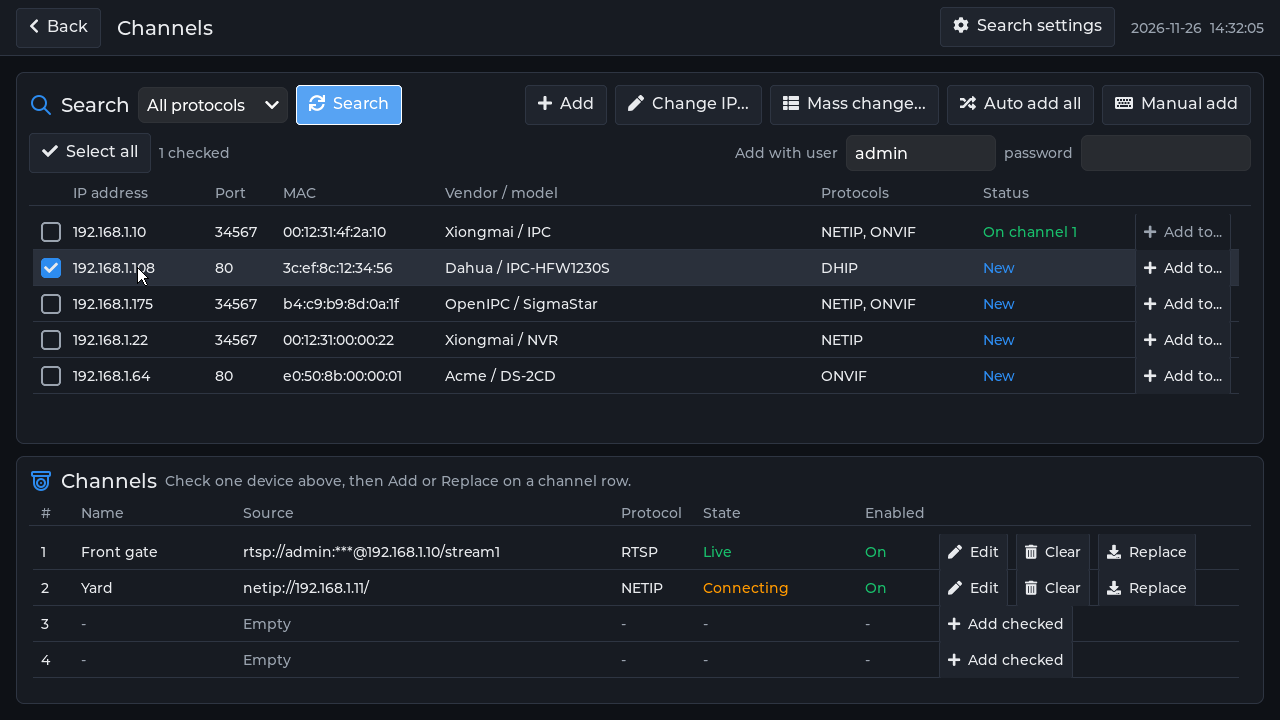 Back Channels Search settings 2026-11-26 14:32:05
Search All protocols Search Add Change IP... Mass change... Auto add all Manual add
Select all 1 checked Add with user admin password
IP address Port MAC Vendor / model Protocols Status
192.168.1.10 34567 00:12:31:4f:2a:10 Xiongmai / IPC NETIP, ONVIF On channel 1 Add to...
192.168.1.108 80 3c:ef:8c:12:34:56 Dahua / IPC-HFW1230S DHIP New Add to...
192.168.1.175 34567 b4:c9:b9:8d:0a:1f OpenIPC / SigmaStar NETIP, ONVIF New Add to...
192.168.1.22 34567 00:12:31:00:00:22 Xiongmai / NVR NETIP New Add to...
192.168.1.64 80 e0:50:8b:00:00:01 Acme / DS-2CD ONVIF New Add to...
Channels Check one device above, then Add or Replace on a channel row.
# Name Source Protocol State Enabled
1 Front gate rtsp://admin:***@192.168.1.10/stream1 RTSP Live On Edit Clear Replace
2 Yard netip://192.168.1.11/ NETIP Connecting On Edit Clear Replace
3 - Empty - - - Add checked
4 - Empty - - - Add checked